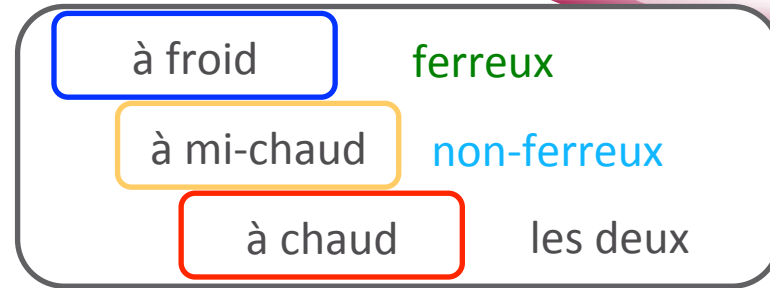 à froid ferreux
à mi-chaud non-ferreux
à chaud les deux